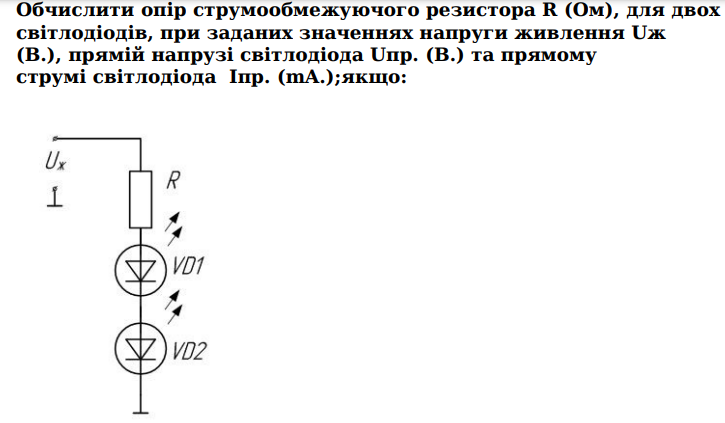 Обчислити опір струмообмежуючого резистора R (Ом), для двох
світлодіодів, при заданих значеннях напруги живлення Uж
(В.), прямій напрузі світлодіода Uпр. (В.) та прямому
струмі світлодіода Iпр. (mA.);якщо:
Uх
R
VD1
VD2